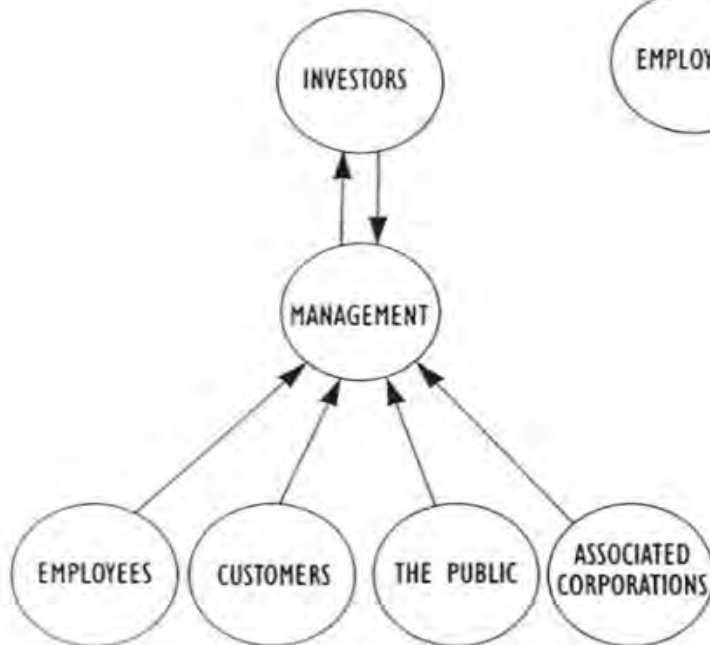 INVESTORS
MANAGEMENT
EMPLOYEES
CUSTOMERS
THE PUBLIC
ASSOCIATED
CORPORATIONS